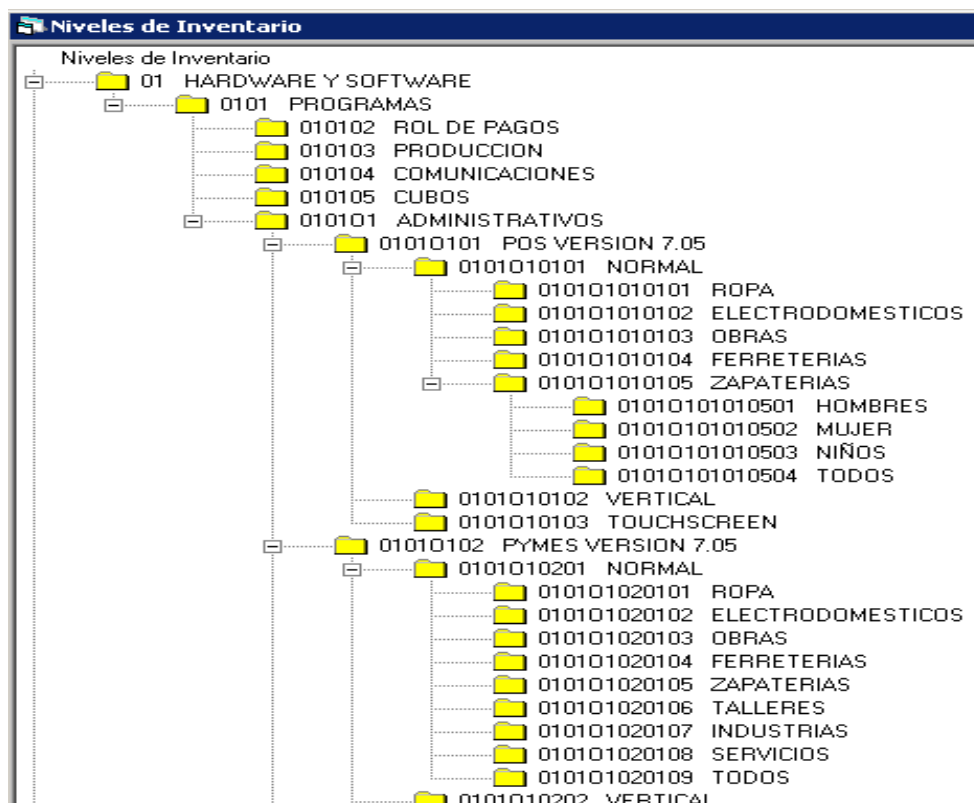 Niveles de Inventario
Niveles de Inventario
01 HARDWARE Y SOFTWARE
0101 PROGRAMAS
010102 ROL DE PAGOS
010103 PRODUCCION
010104 COMUNICACIONES
010105 CUBOS
010101 ADMINISTRATIVOS
01010101 POS VERSION 7.05
0101010101 NORMAL
010101010101 ROPA
010101010102 ELECTRODOMESTICOS
010101010103 OBRAS
010101010104 FERRETERIAS
010101010105 ZAPATERIAS
01010101010501 HOMBRES
01010101010502 MUJER
01010101010503 NIÑOS
01010101010504 TODOS
0101010102 VERTICAL
0101010103 TOUCHSCREEN
01010102 PYMES VERSION 7.05
0101010201 NORMAL
010101020101 ROPA
010101020102 ELECTRODOMESTICOS
010101020103 OBRAS
010101020104 FERRETERIAS
010101020105 ZAPATERIAS
010101020106 TALLERES
010101020107 INDUSTRIAS
010101020108 SERVICIOS
010101020109 TODOS
0101010202 VERTICAL